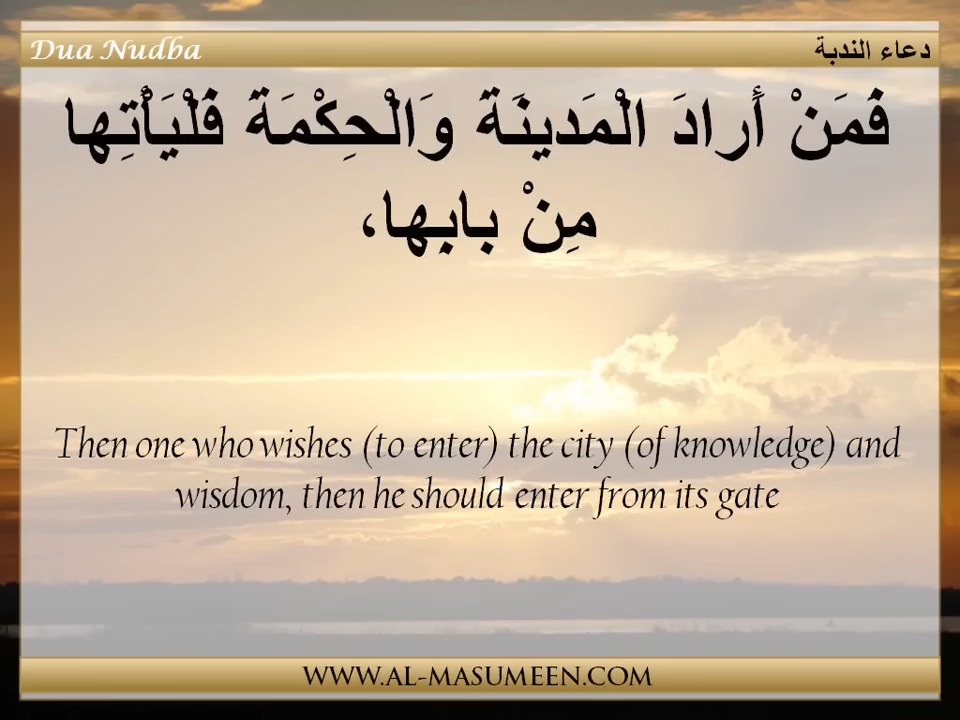 Dua Nudba دعاء الندبة
فَمَنْ أَرادَ الْمَدينَةَ وَالْحِكْمَةَ فَلْيَأْتِها
مِنْ بابِها،
Then one who wishes (to enter) the city (of knowledge) and
wisdom, then he should enter from its gate
WWW.AL-MASUMEEN.COM